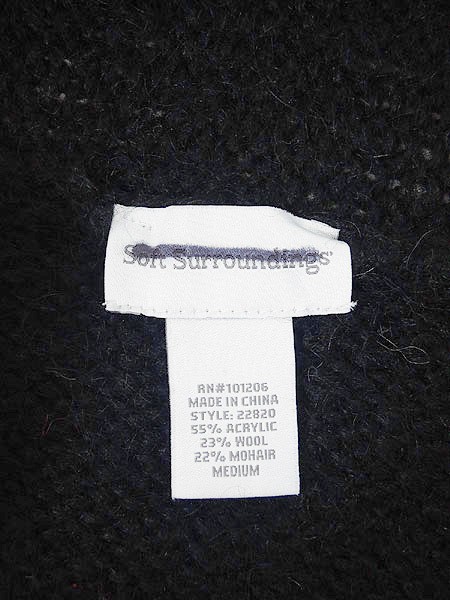 Soft Surroundings®
RN#101206
MADE IN CHINA
STYLE: 22820
55% ACRYLIC
23% WOOL
22% MOHAIR
MEDIUM